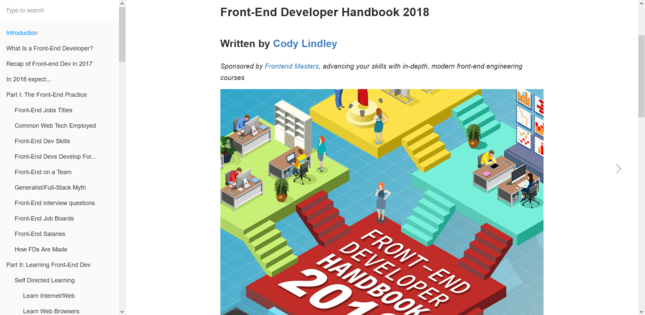 Type to search
Introduction
What Is a Front-End Developer?
Recap of Front-end Dev in 2017
In 2018 expect...
Part I: The Front-End Practice
Front-End Jobs Titles
Common Web Tech Employed
Front-End Dev Skills
Front-End Devs Develop For...
Front-End on a Team
Generalist/Full-Stack Myth
Front-End interview questions
Front-End Job Boards
Front-End Salaries
How FDs Are Made
Part II: Learning Front-End Dev
Self Directed Learning
Learn Internet/Web
Learn Web Browsers
Front-End Developer Handbook 2018
Written by Cody Lindley
Sponsored by Frontend Masters, advancing your skills with in-depth, modern front-end engineering
courses
FRONT-END
DEVELOPER
HANDBOOK
2018